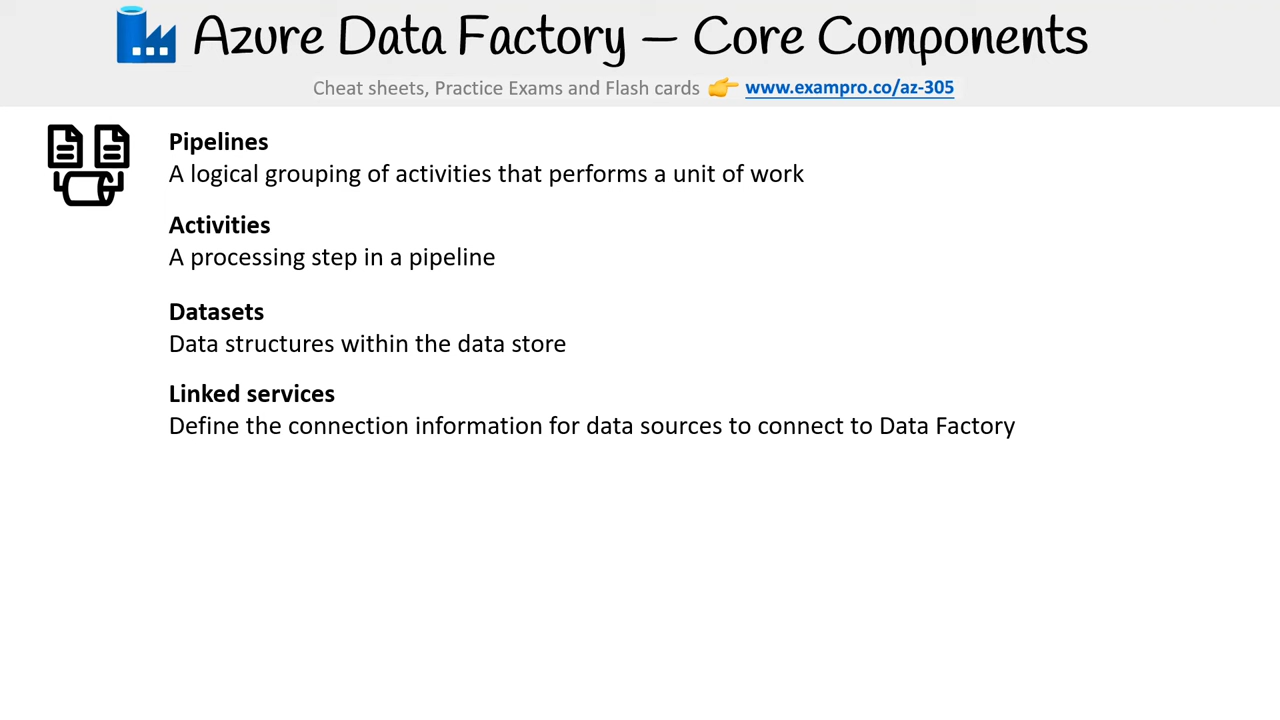 Azure Data Factory – Core Components
Cheat sheets, Practice Exams and Flash cards 👉 www.exampro.co/az-305
Pipelines
A logical grouping of activities that performs a unit of work
Activities
A processing step in a pipeline
Datasets
Data structures within the data store
Linked services
Define the connection information for data sources to connect to Data Factory